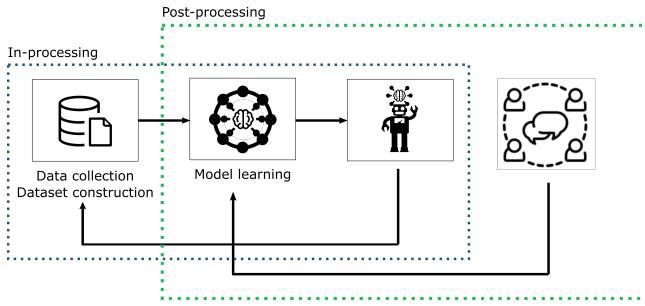 Post-processing
In-processing
Data collection
Dataset construction
Model learning